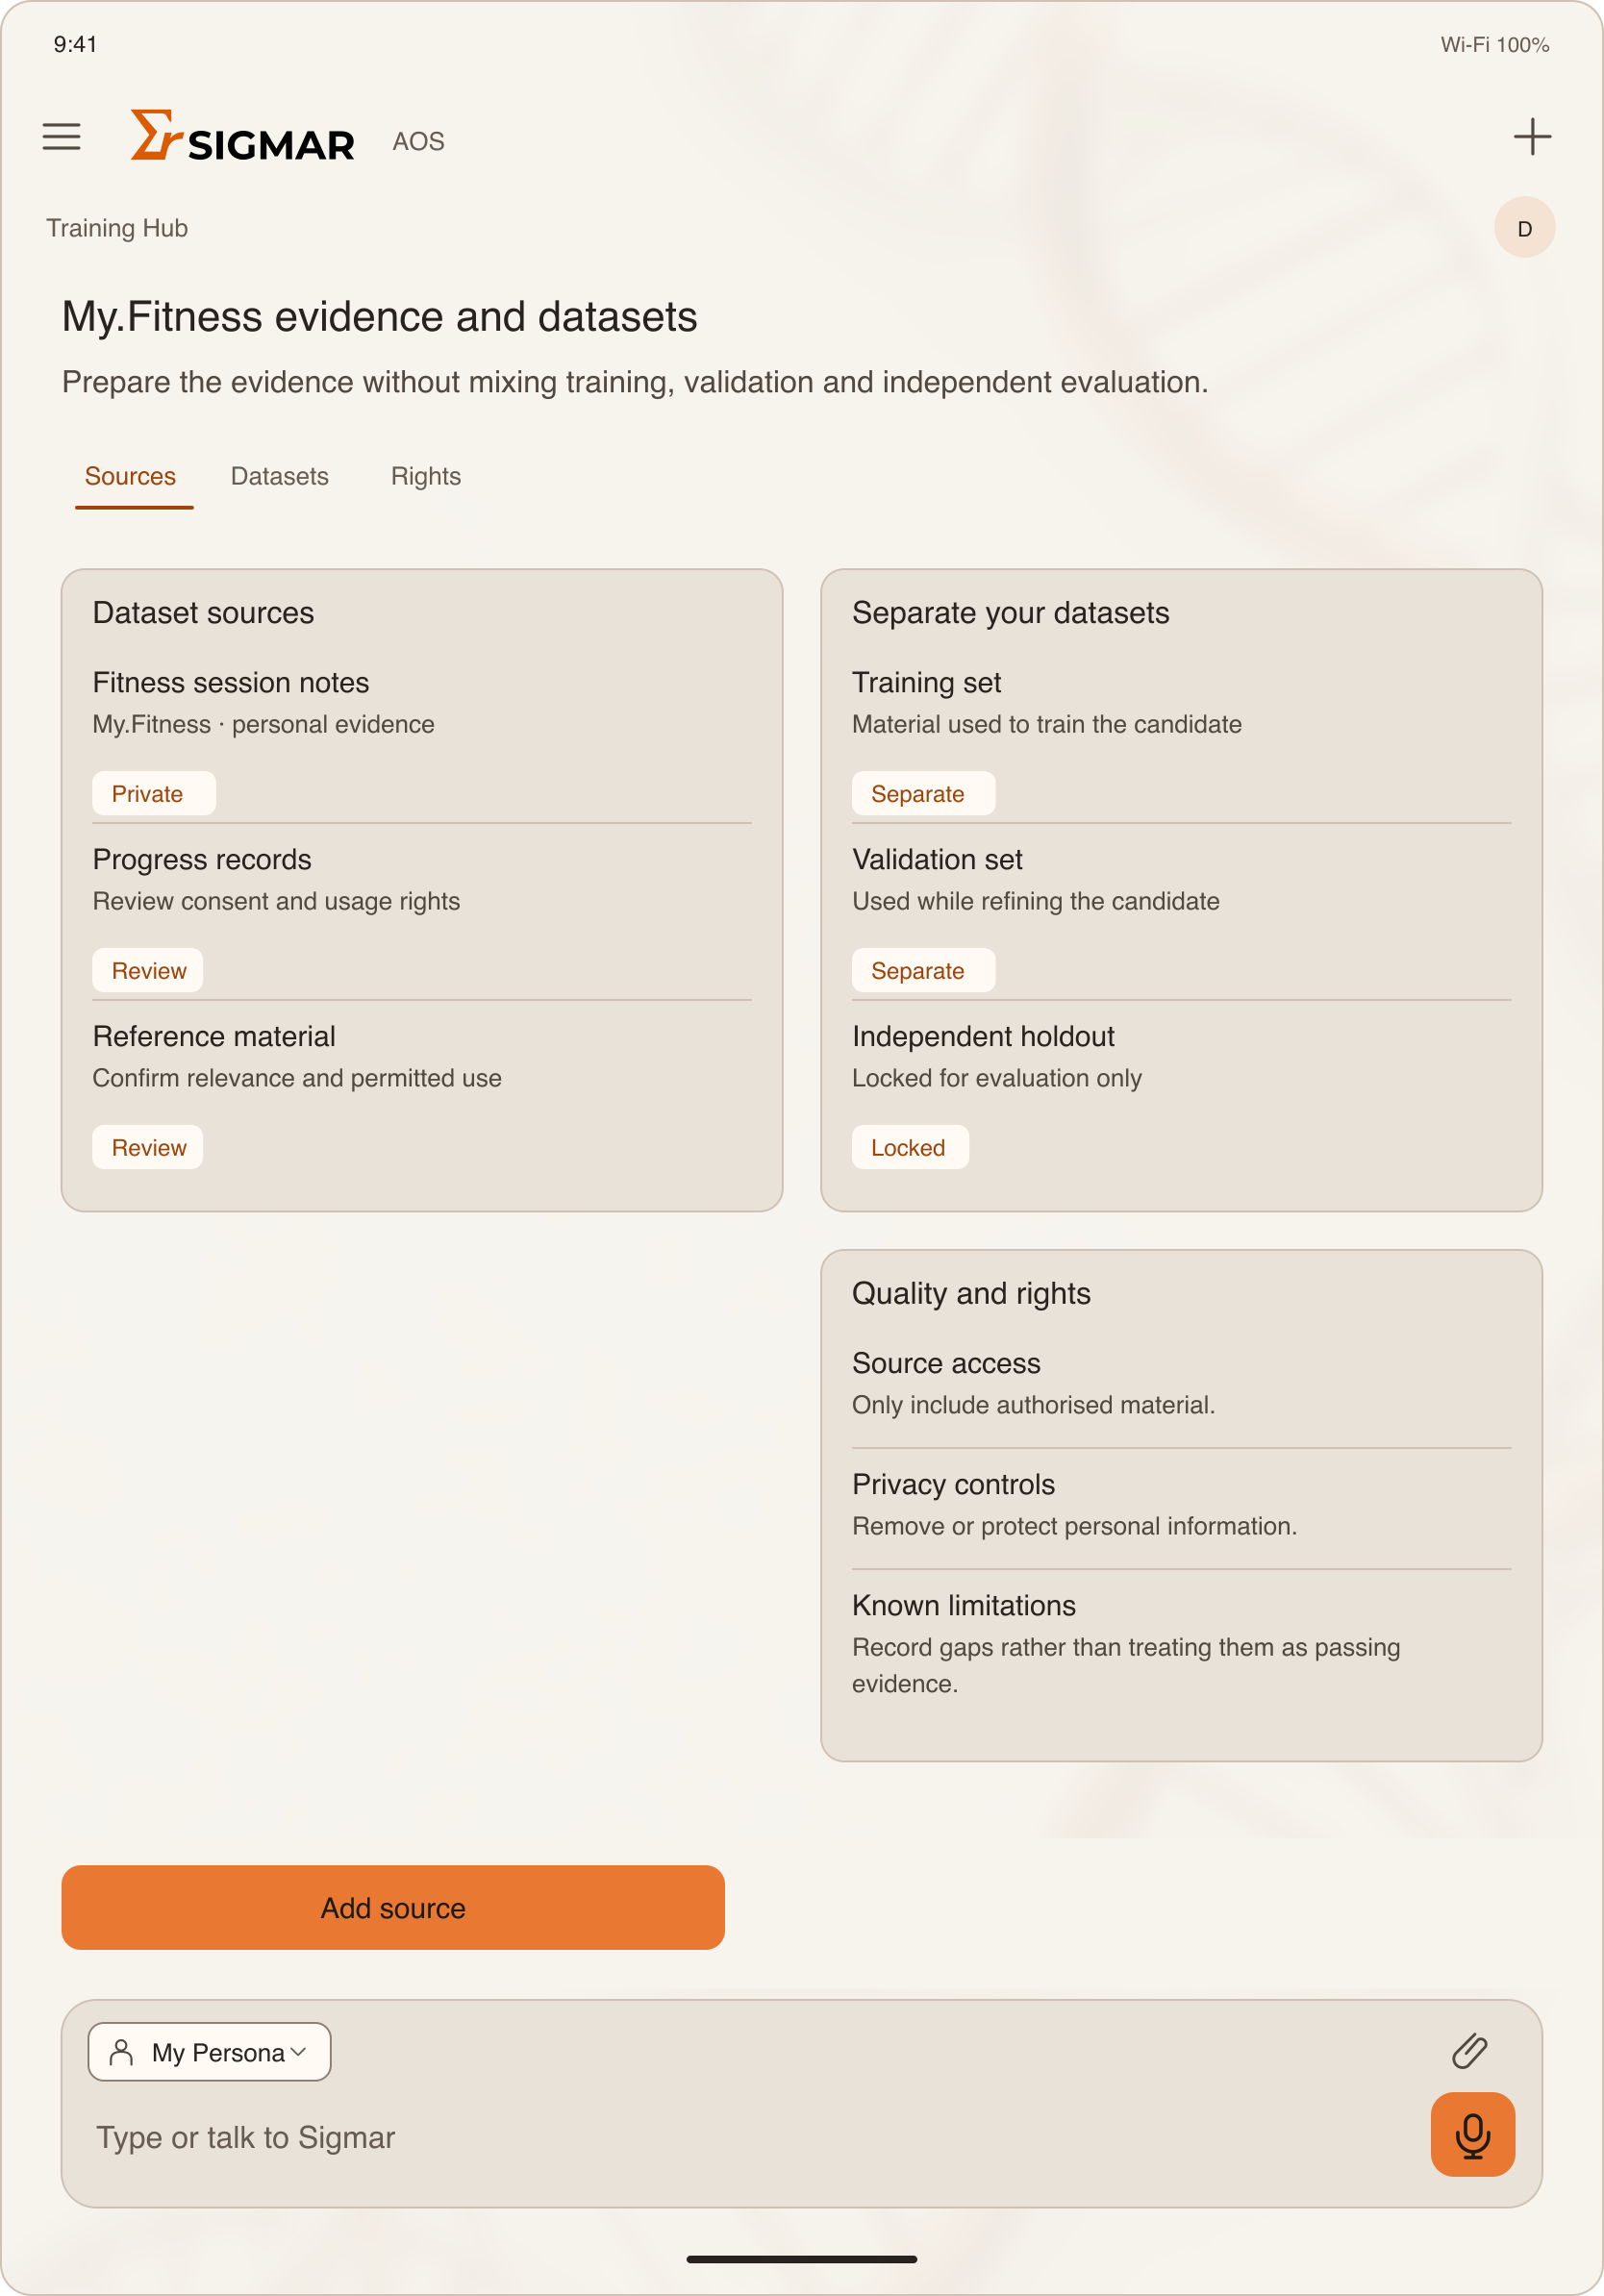 9:41
Wi-Fi 100%
Σr SIGMAR AOS
Training Hub
D
My.Fitness evidence and datasets
Prepare the evidence without mixing training, validation and independent evaluation.
Sources
Datasets
Rights
Dataset sources
Fitness session notes
My.Fitness · personal evidence
Private
Progress records
Review consent and usage rights
Review
Reference material
Confirm relevance and permitted use
Review
Separate your datasets
Training set
Material used to train the candidate
Separate
Validation set
Used while refining the candidate
Separate
Independent holdout
Locked for evaluation only
Locked
Quality and rights
Source access
Only include authorised material.
Privacy controls
Remove or protect personal information.
Known limitations
Record gaps rather than treating them as passing
evidence.
Add source
My Persona
Type or talk to Sigmar